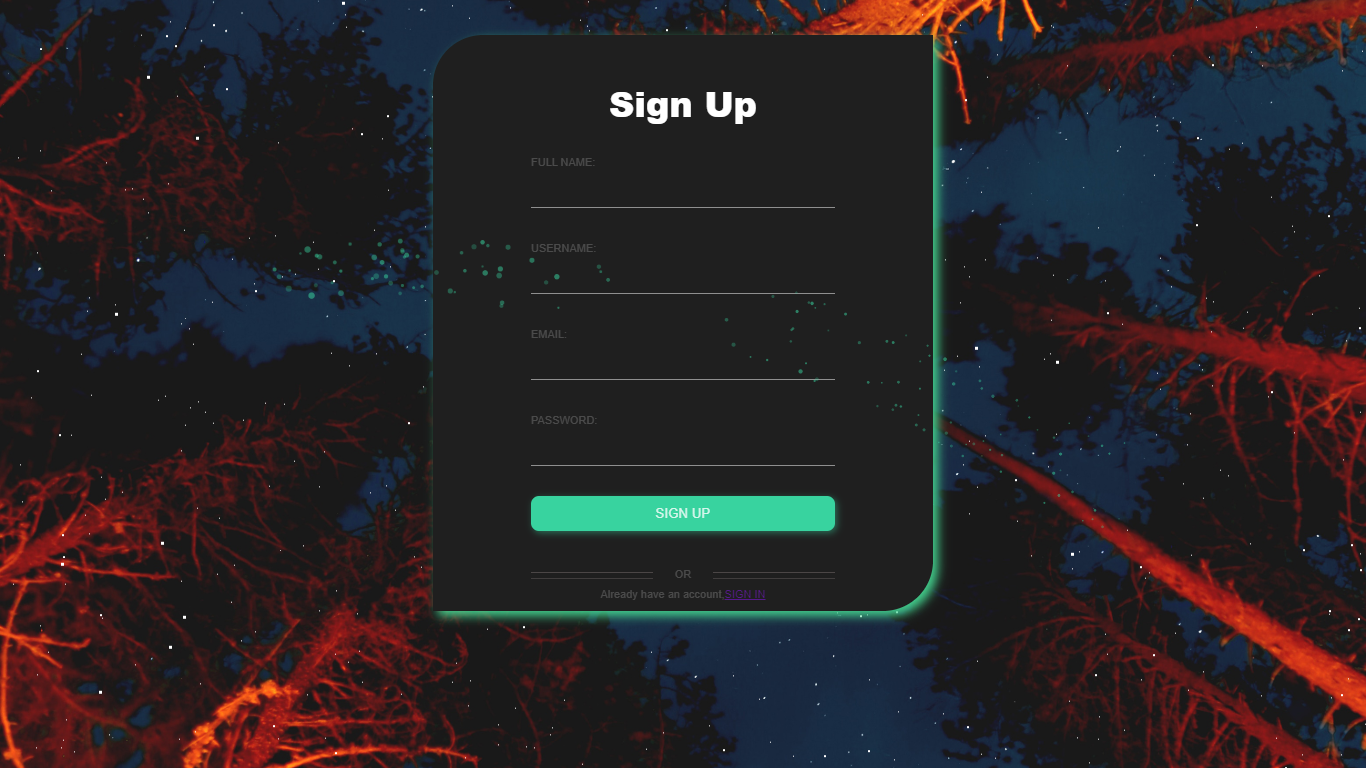 Sign Up
FULL NAME:
USERNAME:
EMAIL:
PASSWORD:
SIGN UP
OR
Already have an account,SIGN IN